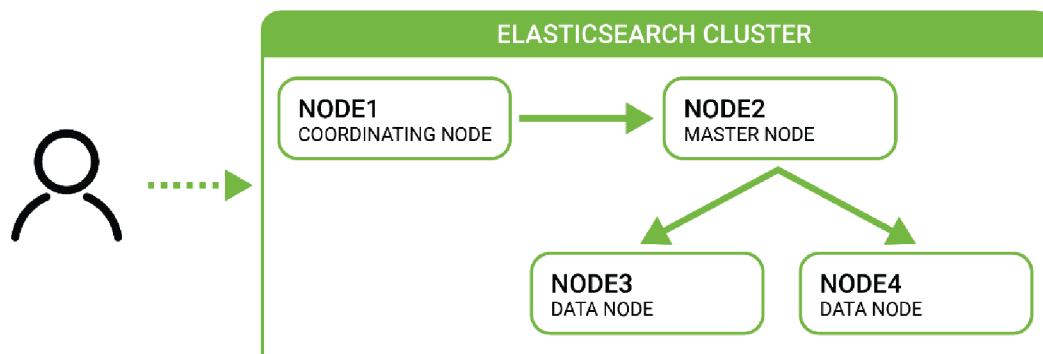 ELASTICSEARCH CLUSTER
NODE1
COORDINATING NODE
NODE2
MASTER NODE
NODE3
DATA NODE
NODE4
DATA NODE